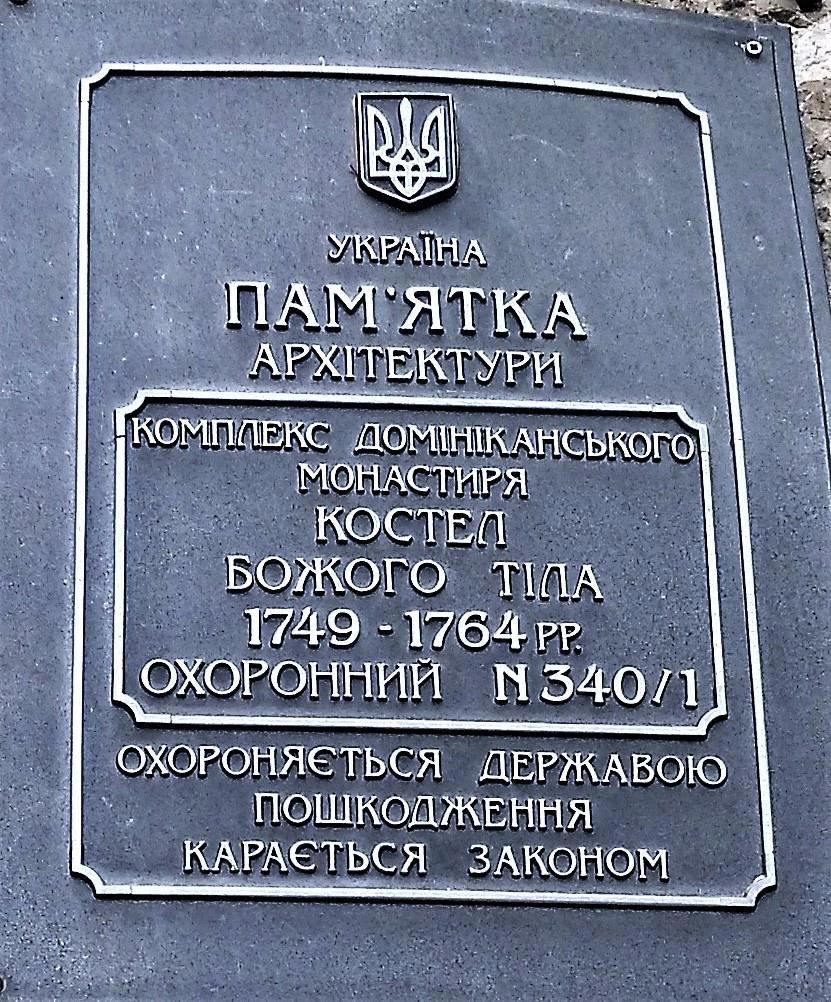 УКРАЇНА
ПАМ'ЯТКА
АРХІТЕКТУРИ
КОМПЛЕКС ДОМІНІКАНСЬКОГО
МОНАСТИРЯ
КОСТЕЛ
БОЖОГО ТІЛА
1749 - 1764 РР.
ОХОРОННИЙ N 340/1
ОХОРОНЯЄТЬСЯ ДЕРЖАВОЮ
ПОШКОДЖЕННЯ
КАРАЄТЬСЯ ЗАКОНОМ